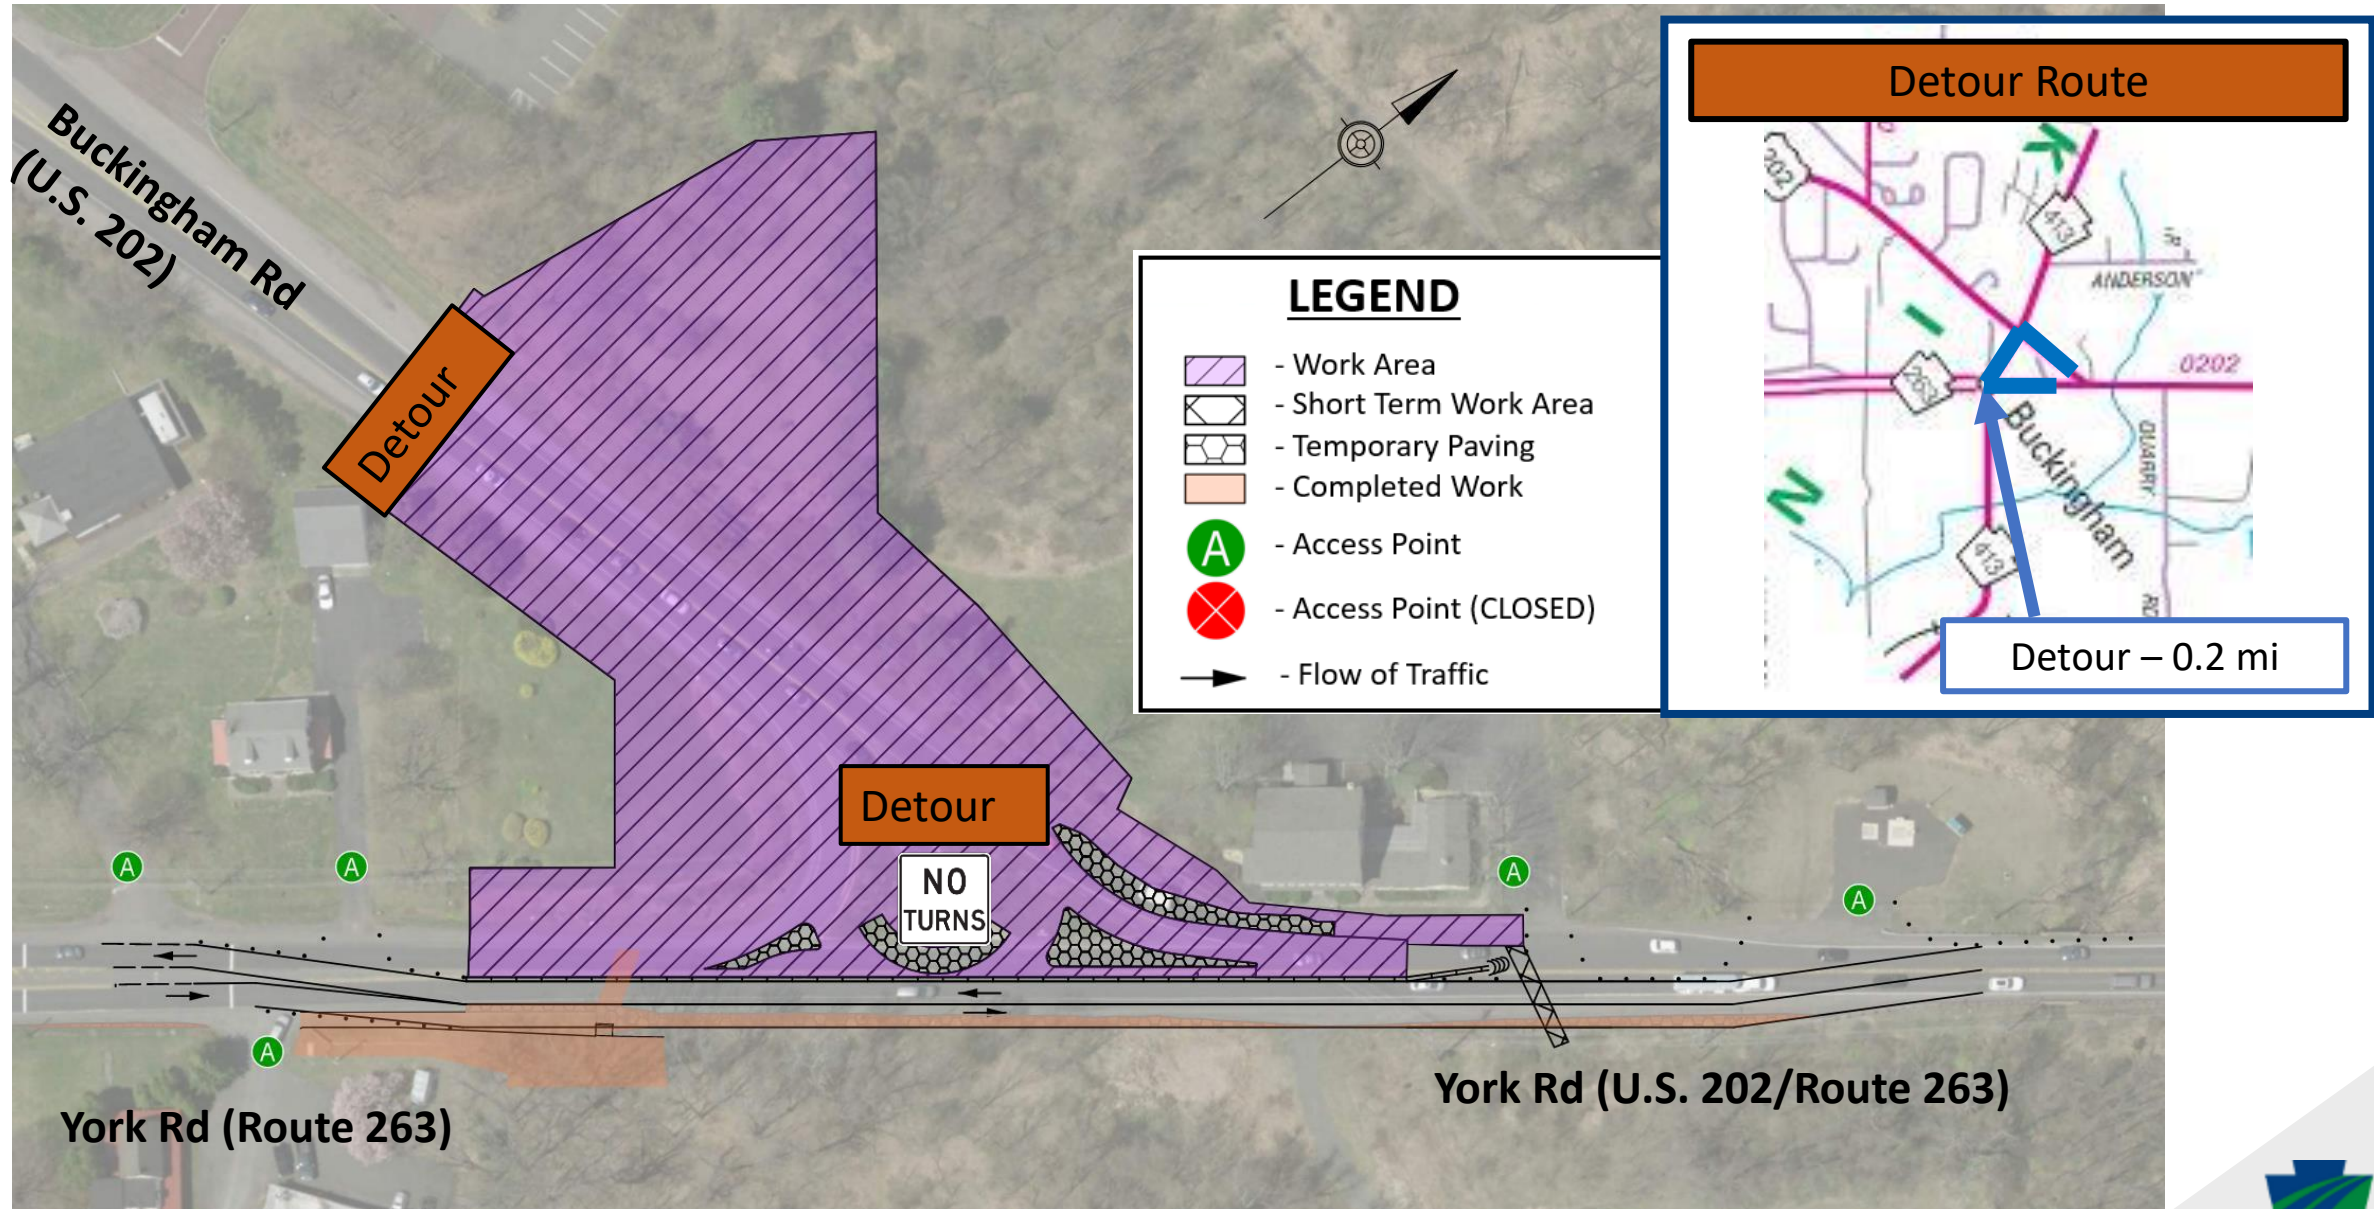 Buckingham Rd
(U.S. 202)
Detour
Detour
NO
TURNS
A
A
A
A
A
York Rd (Route 263)
York Rd (U.S. 202/Route 263)
LEGEND
- Work Area
- Short Term Work Area
- Temporary Paving
- Completed Work
A - Access Point
- Access Point (CLOSED)
- Flow of Traffic
Detour Route
202
K
413
ANDERSON
I
0202
Buckingham
QUARRY
N
413
RD
Detour – 0.2 mi